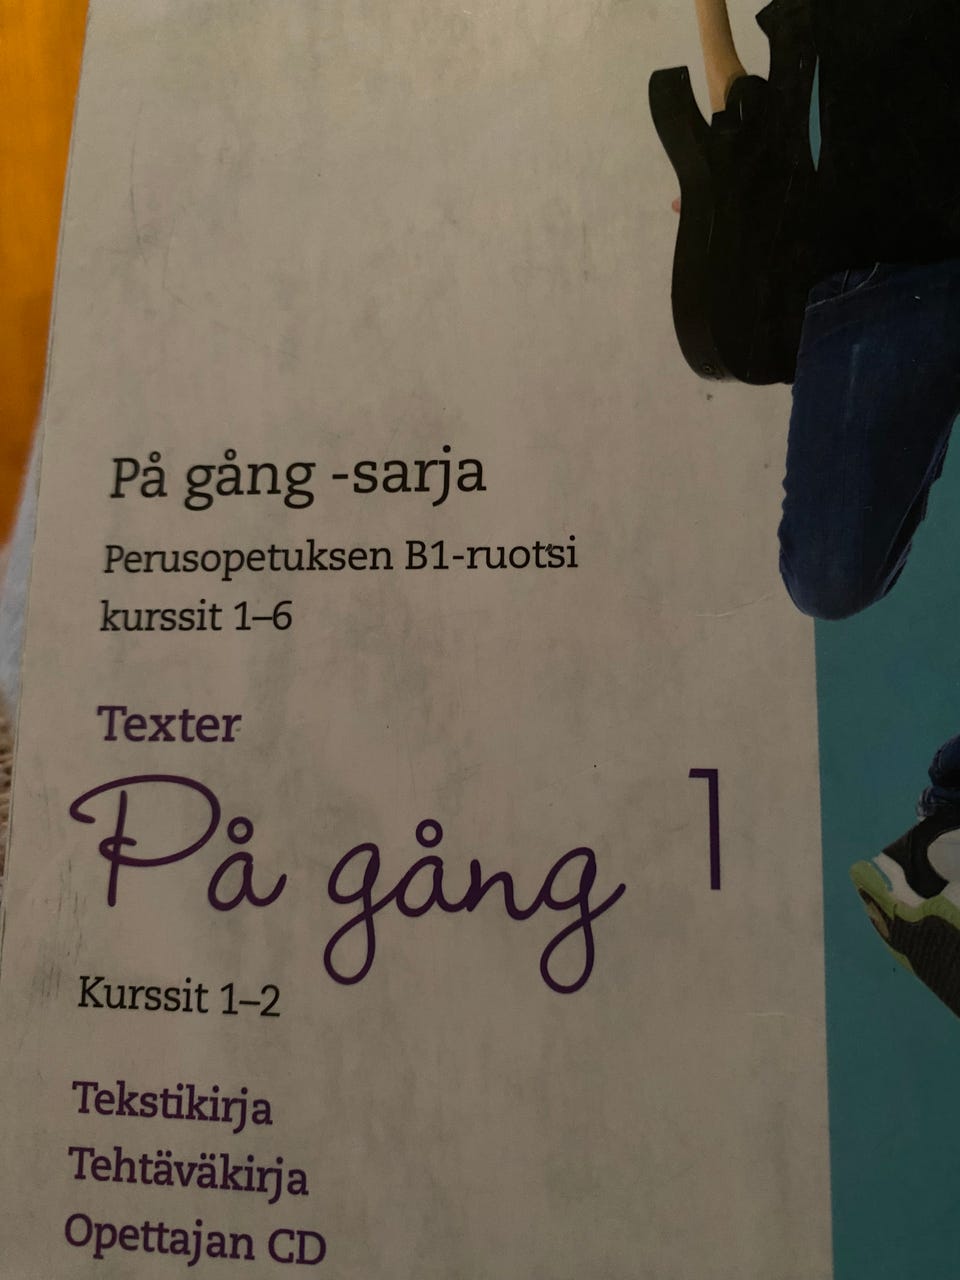 På gång -sarja
Perusopetuksen B1-ruotsi
kurssit 1–6
Texter
På gång 1
Kurssit 1–2
Tekstikirja
Tehtäväkirja
Opettajan CD